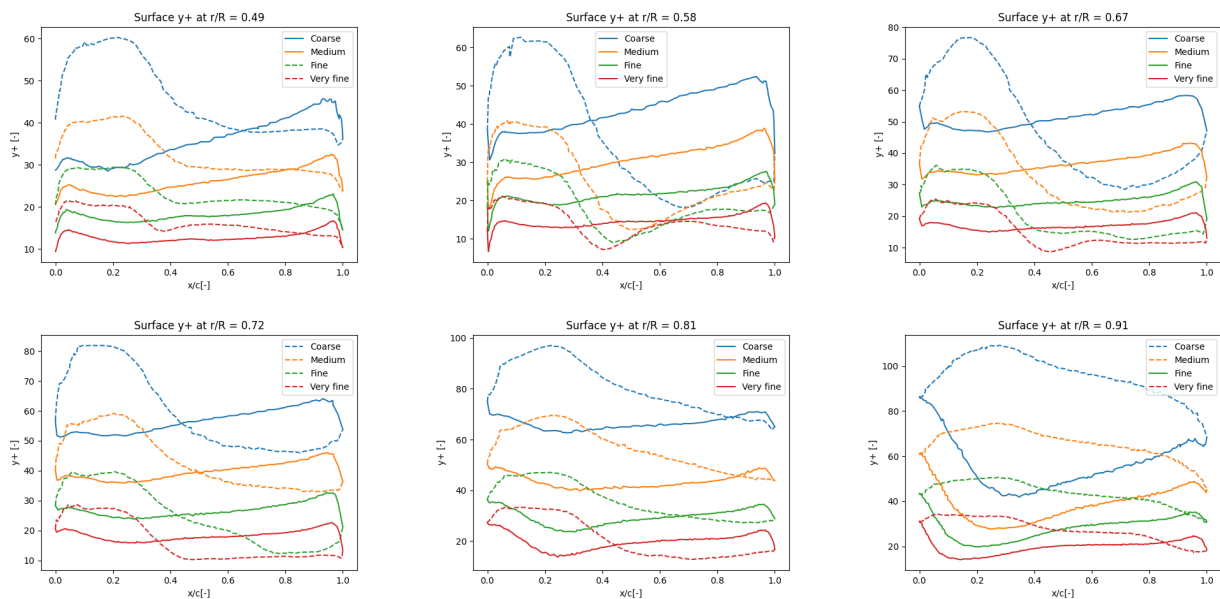 Surface y+ at r/R = 0.49
60
50
40
30
20
10
y+ [-]
0.0 0.2 0.4 0.6 0.8 1.0
x/c[-]
Coarse
Medium
Fine
Very fine
Surface y+ at r/R = 0.58
60
50
40
30
20
10
y+ [-]
0.0 0.2 0.4 0.6 0.8 1.0
x/c[-]
Coarse
Medium
Fine
Very fine
Surface y+ at r/R = 0.67
80
70
60
50
40
30
20
10
y+ [-]
0.0 0.2 0.4 0.6 0.8 1.0
x/c[-]
Coarse
Medium
Fine
Very fine
Surface y+ at r/R = 0.72
80
70
60
50
40
30
20
10
y+ [-]
0.0 0.2 0.4 0.6 0.8 1.0
x/c[-]
Coarse
Medium
Fine
Very fine
Surface y+ at r/R = 0.81
100
80
60
40
20
y+ [-]
0.0 0.2 0.4 0.6 0.8 1.0
x/c[-]
Coarse
Medium
Fine
Very fine
Surface y+ at r/R = 0.91
100
80
60
40
20
y+ [-]
0.0 0.2 0.4 0.6 0.8 1.0
x/c[-]
Coarse
Medium
Fine
Very fine